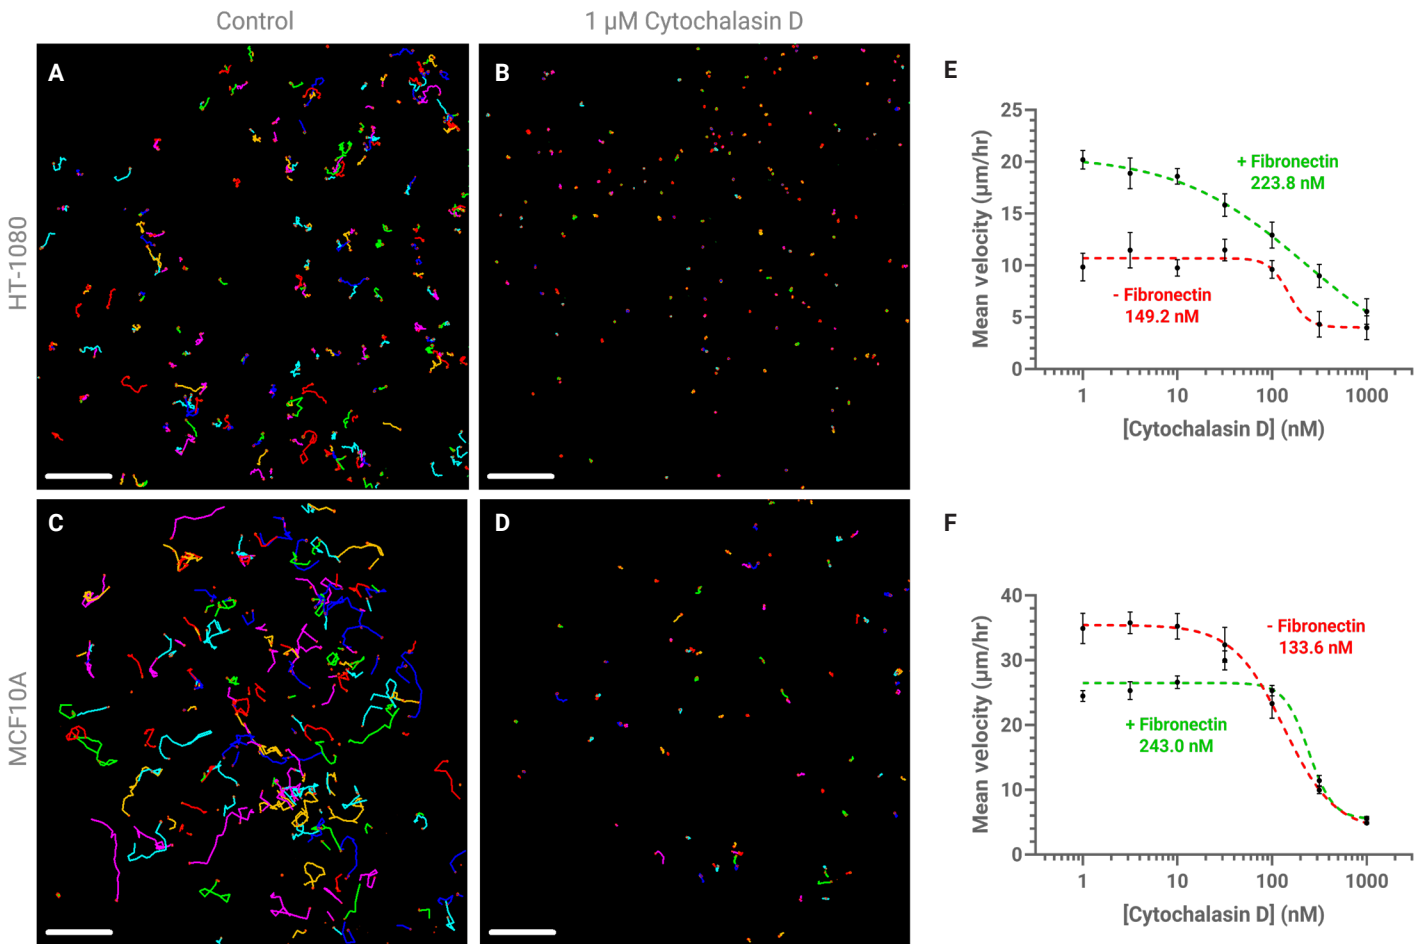 Control
1 µM Cytochalasin D
HT-1080
A
B
MCF10A
C
D
E
Mean velocity (µm/hr)
25
20
15
10
5
0
+ Fibronectin
223.8 nM
- Fibronectin
149.2 nM
1 10 100 1000
[Cytochalasin D] (nM)
F
Mean velocity (µm/hr)
40
30
20
10
0
- Fibronectin
133.6 nM
+ Fibronectin
243.0 nM
1 10 100 1000
[Cytochalasin D] (nM)